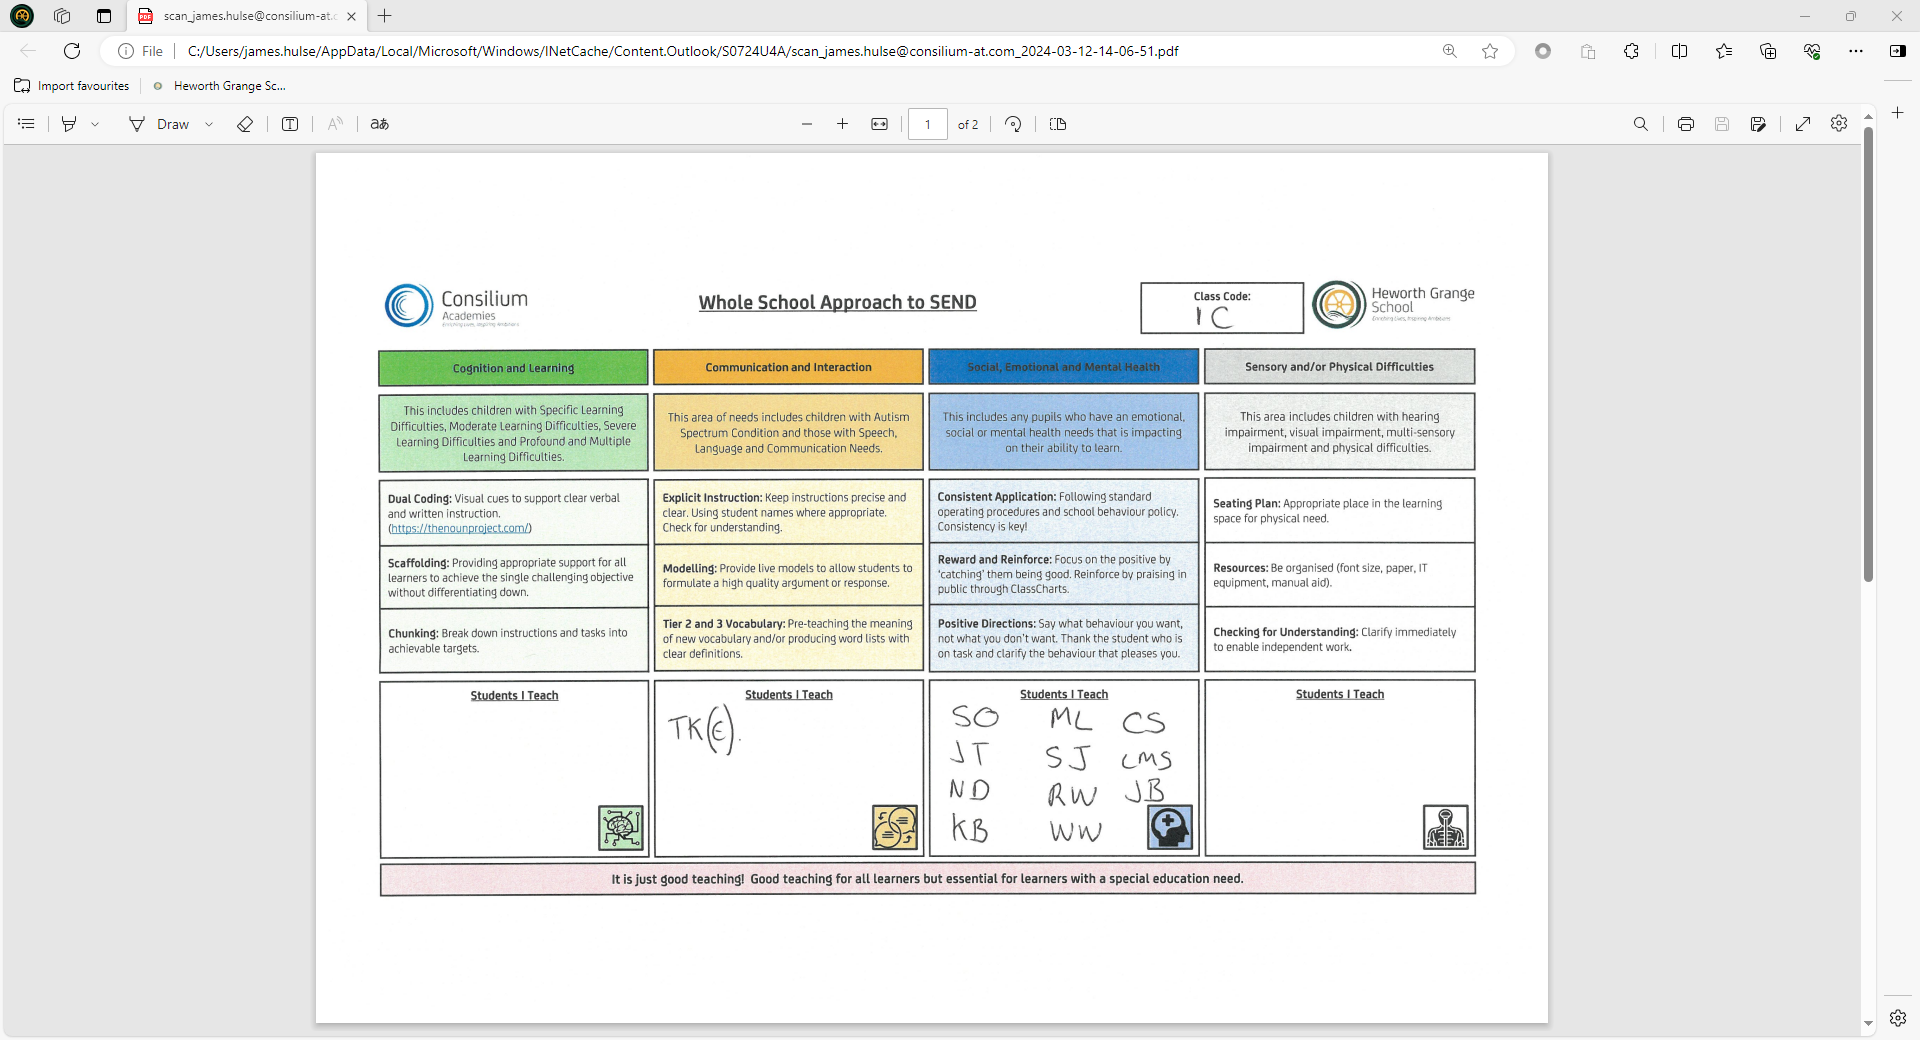 scan_james.hulse@consilium-at.c
File
C:/Users/james.hulse/AppData/Local/Microsoft/Windows/INetCache/Content.Outlook/S0724U4A/scan_james.hulse@consilium-at.com_2024-03-12-14-06-51.pdf
Import favourites
Heworth Grange Sc...
Draw
1 of 2
Consilium
Academies
Enriching Lives, Inspiring Ambitions
Whole School Approach to SEND
Class Code:
1C
Heworth Grange
School
Enriching Lives, Inspiring Ambitions
Cognition and Learning
This includes children with Specific Learning
Difficulties, Moderate Learning Difficulties, Severe
Learning Difficulties and Profound and Multiple
Learning Difficulties.
Dual Coding: Visual cues to support clear verbal
and written instruction.
(https://thenounproject.com/)
Scaffolding: Providing appropriate support for all
learners to achieve the single challenging objective
without differentiating down.
Chunking: Break down instructions and tasks into
achievable targets.
Students I Teach
Communication and Interaction
This area of needs includes children with Autism
Spectrum Condition and those with Speech,
Language and Communication Needs.
Explicit Instruction: Keep instructions precise and
clear. Using student names where appropriate.
Check for understanding.
Modelling: Provide live models to allow students to
formulate a high quality argument or response.
Tier 2 and 3 Vocabulary: Pre-teaching the meaning
of new vocabulary and/or producing word lists with
clear definitions.
Students I Teach
TK(E).
Social, Emotional and Mental Health
This includes any pupils who have an emotional,
social or mental health needs that is impacting
on their ability to learn.
Consistent Application: Following standard
operating procedures and school behaviour policy.
Consistency is key!
Reward and Reinforce: Focus on the positive by
'catching' them being good. Reinforce by praising in
public through ClassCharts.
Positive Directions: Say what behaviour you want,
not what you don't want. Thank the student who is
on task and clarify the behaviour that pleases you.
Students I Teach
SO ML CS
JT SJ LMS
ND RW JB
KB WW
Sensory and/or Physical Difficulties
This area includes children with hearing
impairment, visual impairment, multi-sensory
impairment and physical difficulties.
Seating Plan: Appropriate place in the learning
space for physical need.
Resources: Be organised (font size, paper, IT
equipment, manual aid).
Checking for Understanding: Clarify immediately
to enable independent work.
Students I Teach
It is just good teaching! Good teaching for all learners but essential for learners with a special education need.